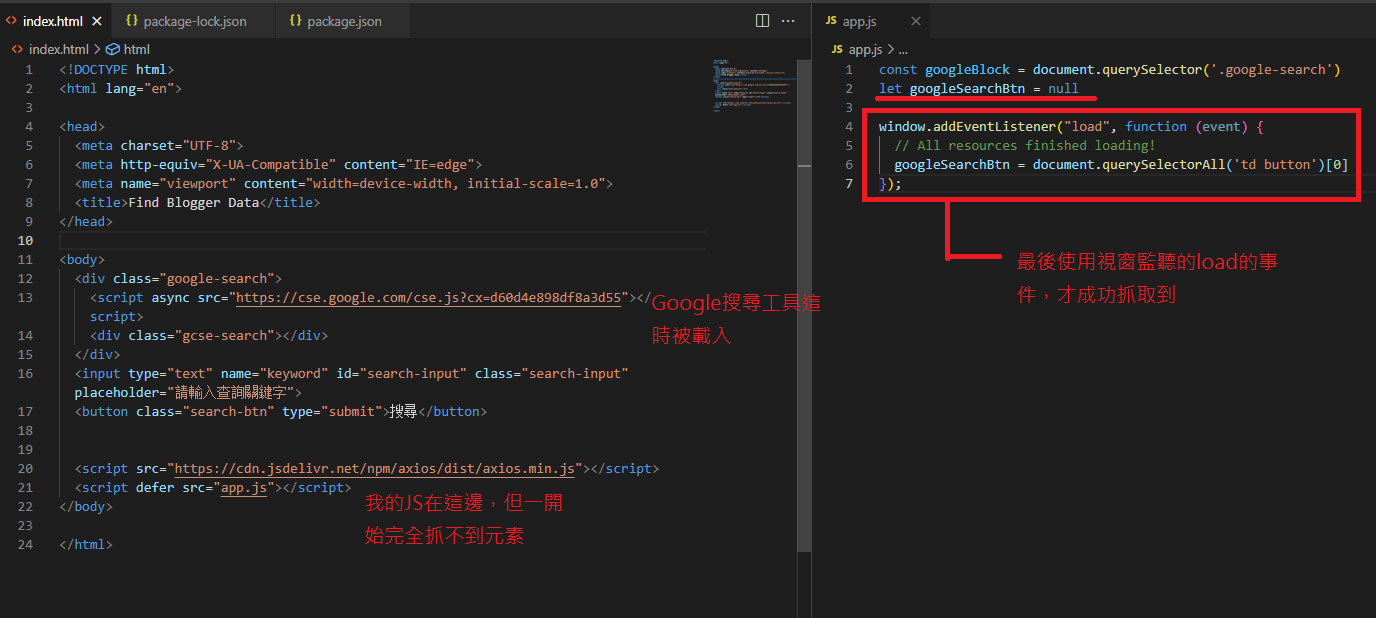 index.html
package-lock.json
package.json
index.html > html
1 <!DOCTYPE html>
2 <html lang="en">
3
4 <head>
5 <meta charset="UTF-8">
6 <meta http-equiv="X-UA-Compatible" content="IE=edge">
7 <meta name="viewport" content="width=device-width, initial-scale=1.0">
8 <title>Find Blogger Data</title>
9 </head>
10
11 <body>
12 <div class="google-search">
13 <script async src="https://cse.google.com/cse.js?cx=d60d4e898df8a3d55"></
script>
14 <div class="gcse-search"></div>
15 </div>
16 <input type="text" name="keyword" id="search-input" class="search-input"
placeholder="請輸入查詢關鍵字">
17 <button class="search-btn" type="submit">搜尋</button>
18
19
20 <script src="https://cdn.jsdelivr.net/npm/axios/dist/axios.min.js"></script>
21 <script defer src="app.js"></script>
22 </body>
23
24 </html>
Google搜尋工具這
時被載入
我的JS在這邊，但一開
始完全抓不到元素
JS app.js
JS app.js > ...
1 const googleBlock = document.querySelector('.google-search')
2 let googleSearchBtn = null
3
4 window.addEventListener("load", function (event) {
5 // All resources finished loading!
6 googleSearchBtn = document.querySelectorAll('td button')[0]
7 });
最後使用視窗監聽的load的事
件，才成功抓取到